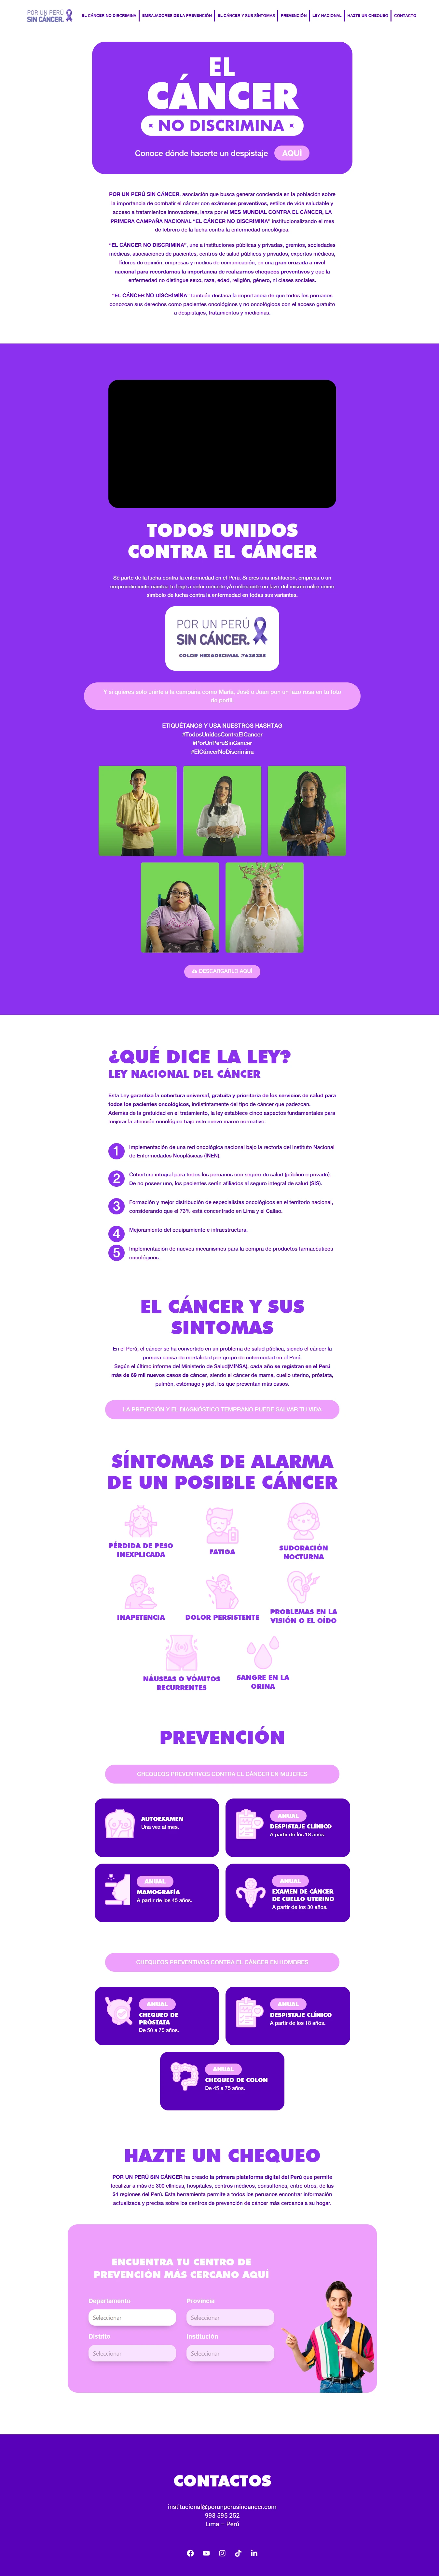 POR UN PERÚ
SIN CÁNCER.
EL CÁNCER NO DISCRIMINA
EMBAJADORES DE LA PREVENCIÓN
EL CÁNCER Y SUS SÍNTOMAS
PREVENCIÓN
LEY NACIONAL
HAZTE UN CHEQUEO
CONTACTO
EL
CÁNCER
NO DISCRIMINA
Conoce dónde hacerte un despistaje AQUÍ
POR UN PERÚ SIN CÁNCER, asociación que busca generar conciencia en la población sobre
la importancia de combatir el cáncer con exámenes preventivos, estilos de vida saludable y
acceso a tratamientos innovadores, lanza por el MES MUNDIAL CONTRA EL CÁNCER, LA
PRIMERA CAMPAÑA NACIONAL "EL CÁNCER NO DISCRIMINA" institucionalizando el mes
de febrero de la lucha contra la enfermedad oncológica.
"EL CÁNCER NO DISCRIMINA", une a instituciones públicas y privadas, gremios, sociedades
médicas, asociaciones de pacientes, centros de salud públicos y privados, expertos médicos,
líderes de opinión, empresas y medios de comunicación, en una gran cruzada a nivel
nacional para recordarnos la importancia de realizarnos chequeos preventivos y que la
enfermedad no distingue sexo, raza, edad, religión, género, ni clases sociales.
"EL CÁNCER NO DISCRIMINA" también destaca la importancia de que todos los peruanos
conozcan sus derechos como pacientes oncológicos y no oncológicos con el acceso gratuito
a despistajes, tratamientos y medicinas.
TODOS UNIDOS
CONTRA EL CÁNCER
Sé parte de la lucha contra la enfermedad en el Perú. Si eres una institución, empresa o un
emprendimiento cambia tu logo a color morado y/o colocando un lazo del mismo color como
símbolo de lucha contra la enfermedad en todas sus variantes.
POR UN PERÚ
SIN CÁNCER.
COLOR HEXADECIMAL #63538E
Y si quieres solo unirte a la campaña como María, José o Juan pon un lazo rosa en tu foto
de perfil.
ETIQUÉTANOS Y USA NUESTROS HASHTAG
#TodosUnidosContraElCancer
#PorUnPeruSinCancer
#ElCáncerNoDiscrimina
DESCARGARLO AQUÍ
¿QUÉ DICE LA LEY?
LEY NACIONAL DEL CÁNCER
Esta Ley garantiza la cobertura universal, gratuita y prioritaria de los servicios de salud para
todos los pacientes oncológicos, indistintamente del tipo de cáncer que padezcan.
Además de la gratuidad en el tratamiento, la ley establece cinco aspectos fundamentales para
mejorar la atención oncológica bajo este nuevo marco normativo:
1 Implementación de una red oncológica nacional bajo la rectoría del Instituto Nacional
de Enfermedades Neoplásicas (INEN).
2 Cobertura integral para todos los peruanos con seguro de salud (público o privado).
De no poseer uno, los pacientes serán afiliados al seguro integral de salud (SIS).
3 Formación y mejor distribución de especialistas oncológicos en el territorio nacional,
considerando que el 73% está concentrado en Lima y el Callao.
4 Mejoramiento del equipamiento e infraestructura.
5 Implementación de nuevos mecanismos para la compra de productos farmacéuticos
oncológicos.
EL CÁNCER Y SUS
SINTOMAS
En el Perú, el cáncer se ha convertido en un problema de salud pública, siendo el cáncer la
primera causa de mortalidad por grupo de enfermedad en el Perú.
Según el último informe del Ministerio de Salud(MINSA), cada año se registran en el Perú
más de 69 mil nuevos casos de cáncer, siendo el cáncer de mama, cuello uterino, próstata,
pulmón, estómago y piel, los que presentan más casos.
LA PREVECIÓN Y EL DIAGNÓSTICO TEMPRANO PUEDE SALVAR TU VIDA
SÍNTOMAS DE ALARMA
DE UN POSIBLE CÁNCER
PÉRDIDA DE PESO
INEXPLICADA
FATIGA
SUDORACIÓN
NOCTURNA
INAPETENCIA
DOLOR PERSISTENTE
PROBLEMAS EN LA
VISIÓN O EL OÍDO
NÁUSEAS O VÓMITOS
RECURRENTES
SANGRE EN LA
ORINA
PREVENCIÓN
CHEQUEOS PREVENTIVOS CONTRA EL CÁNCER EN MUJERES
AUTOEXAMEN
Una vez al mes.
ANUAL
DESPISTAJE CLÍNICO
A partir de los 18 años.
ANUAL
MAMOGRAFÍA
A partir de los 45 años.
ANUAL
EXAMEN DE CÁNCER
DE CUELLO UTERINO
A partir de los 30 años.
CHEQUEOS PREVENTIVOS CONTRA EL CÁNCER EN HOMBRES
ANUAL
CHEQUEO DE
PRÓSTATA
De 50 a 75 años.
ANUAL
DESPISTAJE CLÍNICO
A partir de los 18 años.
ANUAL
CHEQUEO DE COLON
De 45 a 75 años.
HAZTE UN CHEQUEO
POR UN PERÚ SIN CÁNCER ha creado la primera plataforma digital del Perú que permite
localizar a más de 300 clínicas, hospitales, centros médicos, consultorios, entre otros, de las
24 regiones del Perú. Esta herramienta permite a todos los peruanos encontrar información
actualizada y precisa sobre los centros de prevención de cáncer más cercanos a su hogar.
ENCUENTRA TU CENTRO DE
PREVENCIÓN MÁS CERCANO AQUÍ
Departamento
Provincia
Seleccionar
Seleccionar
Distrito
Institución
Seleccionar
Seleccionar
CONTACTOS
institucional@porunperusincancer.com
993 595 252
Lima – Perú